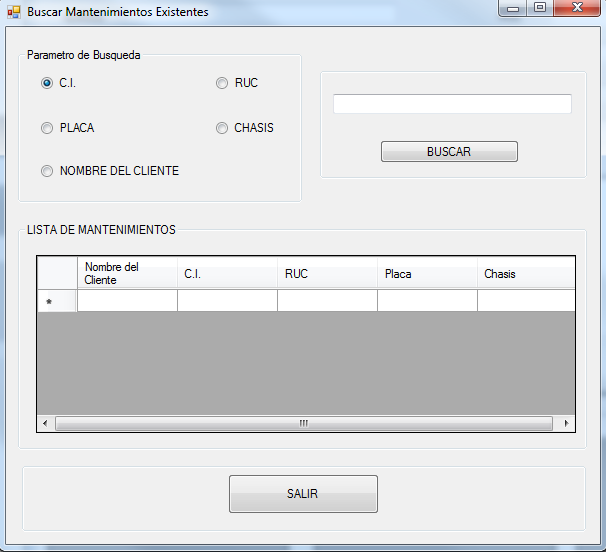 Buscar Mantenimientos Existentes
Parametro de Busqueda
C.I.
RUC
PLACA
CHASIS
NOMBRE DEL CLIENTE
BUSCAR
LISTA DE MANTENIMIENTOS
Nombre del
Cliente
C.I.
RUC
Placa
Chasis
*
SALIR